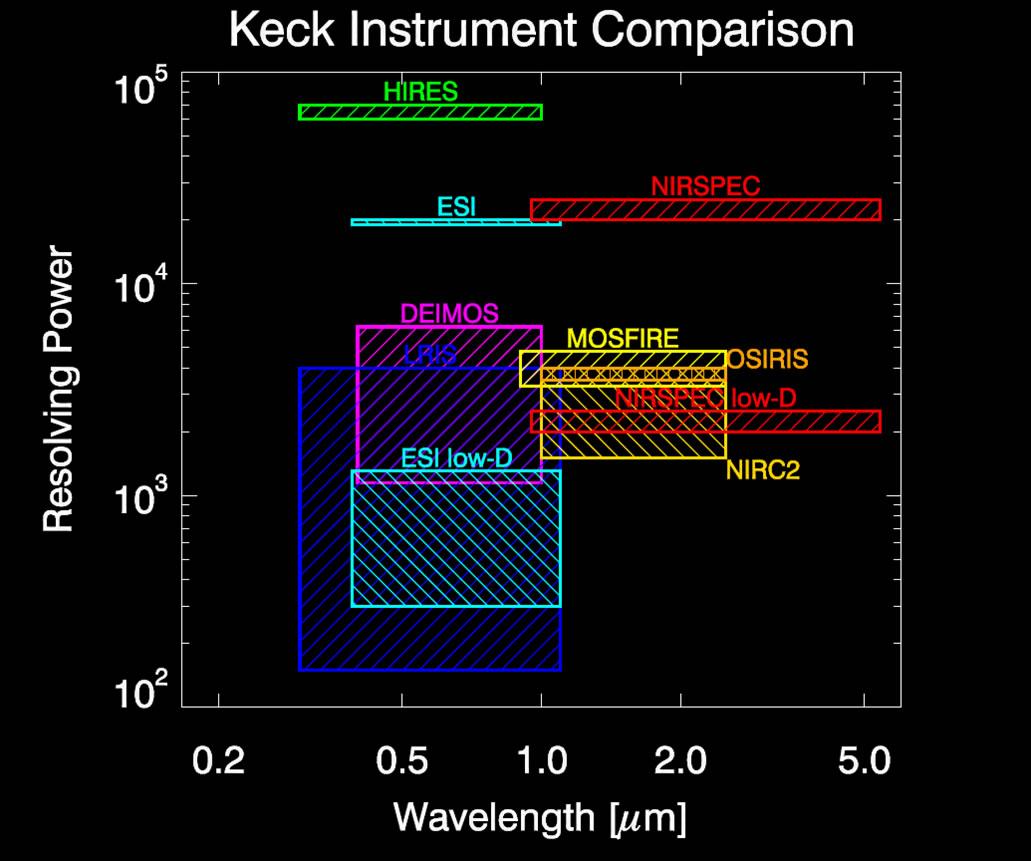 Keck Instrument Comparison
10^5
HIRES
NIRSPEC
ESI
10^4
DEIMOS
MOSFIRE
LRIS
OSIRIS
NIRSPEC low-D
ESI low-D
NIRC2
10^3
10^2
Resolving Power
0.2 0.5 1.0 2.0 5.0
Wavelength [μm]